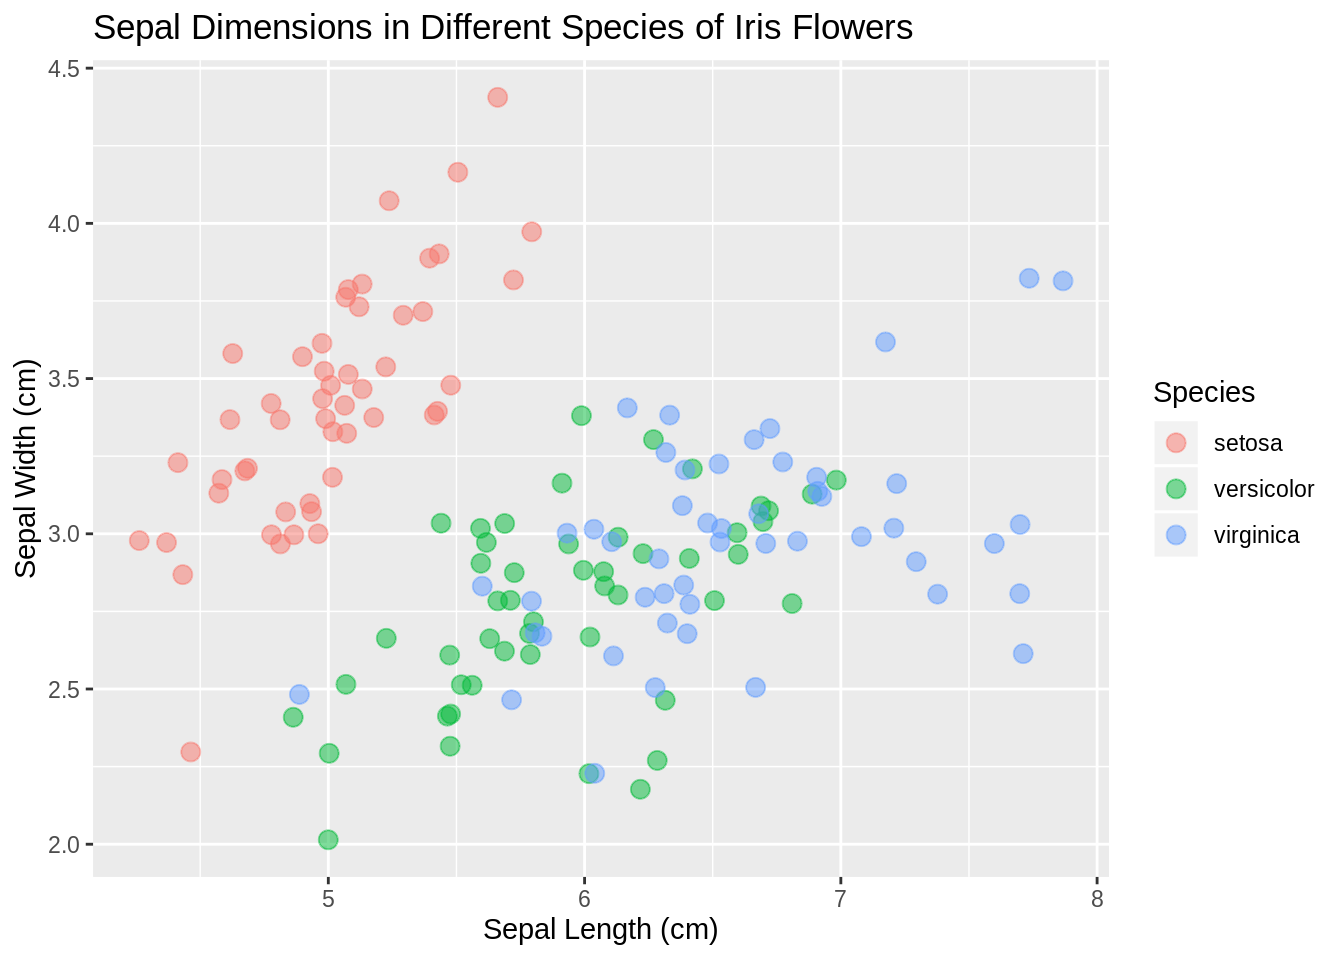 Sepal Dimensions in Different Species of Iris Flowers
4.5
4.0
3.5
3.0
2.5
2.0
Sepal Width (cm)
5 6 7 8
Sepal Length (cm)
Species
setosa
versicolor
virginica